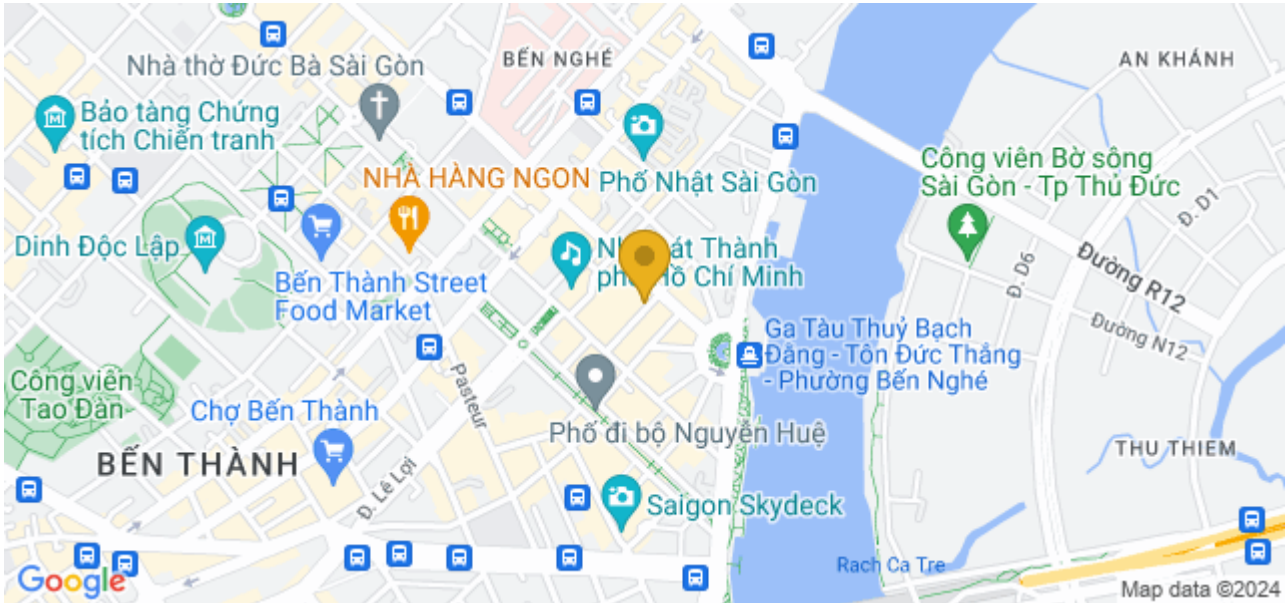 BẾN NGHÉ
AN KHÁNH
Nhà thờ Đức Bà Sài Gòn
Bảo tàng Chứng
tích Chiến tranh
Công viên Bờ sông
Sài Gòn - Tp Thủ Đức
NHÀ HÀNG NGON
Phố Nhật Sài Gòn
Đ. D1
Dinh Độc Lập
Bến Thành Street
Food Market
Thành
Hồ Chí Minh
Đ. D6
Đường R12
Đường N12
Ga Tàu Thuỷ Bạch
Đằng - Tôn Đức Thắng
- Phường Bến Nghé
Công viên
Tao Đàn
Pasteur
Chợ Bến Thành
Phố đi bộ Nguyễn Huệ
BẾN THÀNH
THU THIEM
Đ. Lê Lợi
Saigon Skydeck
Rach Ca Tre
Google
Map data ©2024